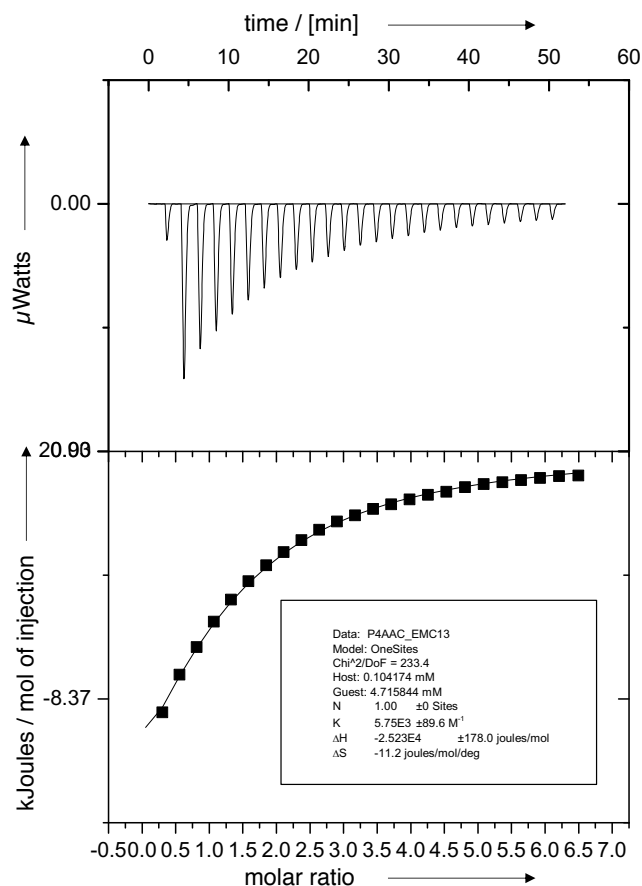 time / [min]
0 10 20 30 40 50 60
0.00
µWatts
-8.37
kJoules / mol of injection
Data: P4AAC_EMC13
Model: OneSites
Chi^2/DoF = 233.4
Host: 0.104174 mM
Guest: 4.715844 mM
N 1.00 ±0 Sites
K 5.75E3 ±89.6 M⁻¹
ΔH -2.523E4 ±178.0 joules/mol
ΔS -11.2 joules/mol/deg
-0.5 0.0 0.5 1.0 1.5 2.0 2.5 3.0 3.5 4.0 4.5 5.0 5.5 6.0 6.5 7.0
molar ratio